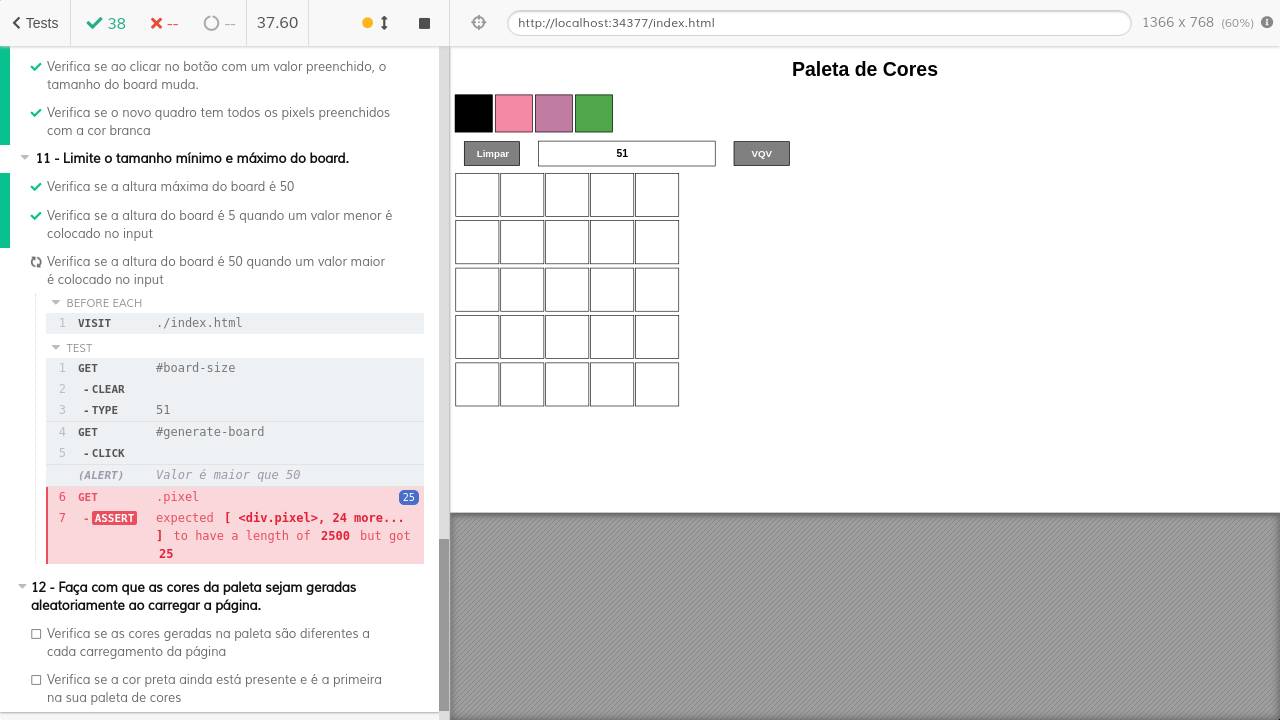 Tests
38
--
--
37.60
http://localhost:34377/index.html
1366 x 768 (60%)
Verifica se ao clicar no botão com um valor preenchido, o
tamanho do board muda.
Verifica se o novo quadro tem todos os pixels preenchidos
com a cor branca
11 - Limite o tamanho mínimo e máximo do board.
Verifica se a altura máxima do board é 50
Verifica se a altura do board é 5 quando um valor menor é
colocado no input
Verifica se a altura do board é 50 quando um valor maior
é colocado no input
BEFORE EACH
1 VISIT ./index.html
TEST
1 GET #board-size
2 -CLEAR
3 -TYPE 51
4 GET #generate-board
5 -CLICK
(ALERT) Valor é maior que 50
6 GET .pixel 25
7 -ASSERT expected [ <div.pixel>, 24 more...
] to have a length of 2500 but got
25
12 - Faça com que as cores da paleta sejam geradas
aleatoriamente ao carregar a página.
Verifica se as cores geradas na paleta são diferentes a
cada carregamento da página
Verifica se a cor preta ainda está presente e é a primeira
na sua paleta de cores
Paleta de Cores
Limpar 51 VQV